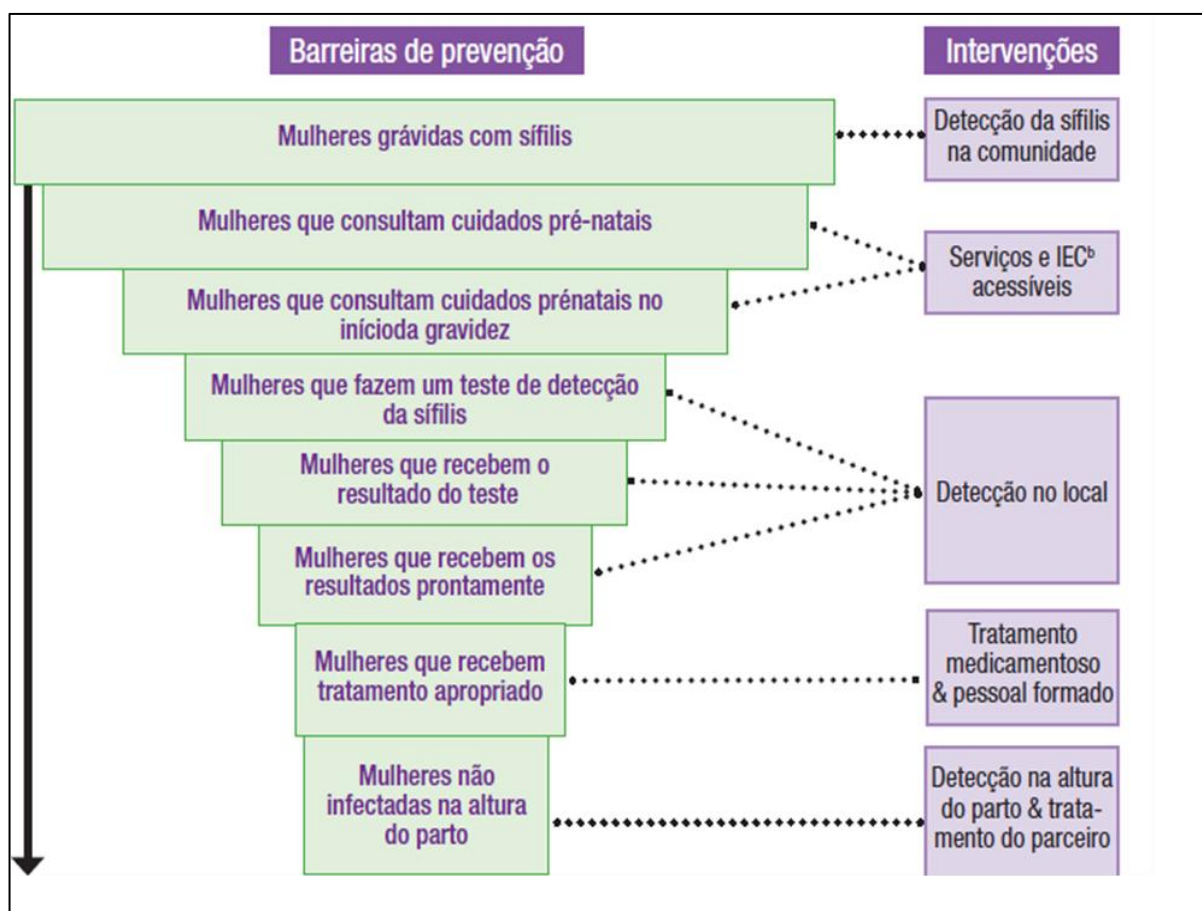 Barreiras de prevenção
Intervenções
Mulheres grávidas com sífilis
Detecção da sífilis
na comunidade
Mulheres que consultam cuidados pré-natais
Serviços e IECᵇ
acessíveis
Mulheres que consultam cuidados prénatais no
inícioda gravidez
Mulheres que fazem um teste de detecção
da sífilis
Mulheres que recebem o
resultado do teste
Detecção no local
Mulheres que recebem os
resultados prontamente
Mulheres que recebem
tratamento apropriado
Tratamento
medicamentoso
& pessoal formado
Mulheres não
infectadas na altura
do parto
Detecção na altura
do parto & trata-
mento do parceiro